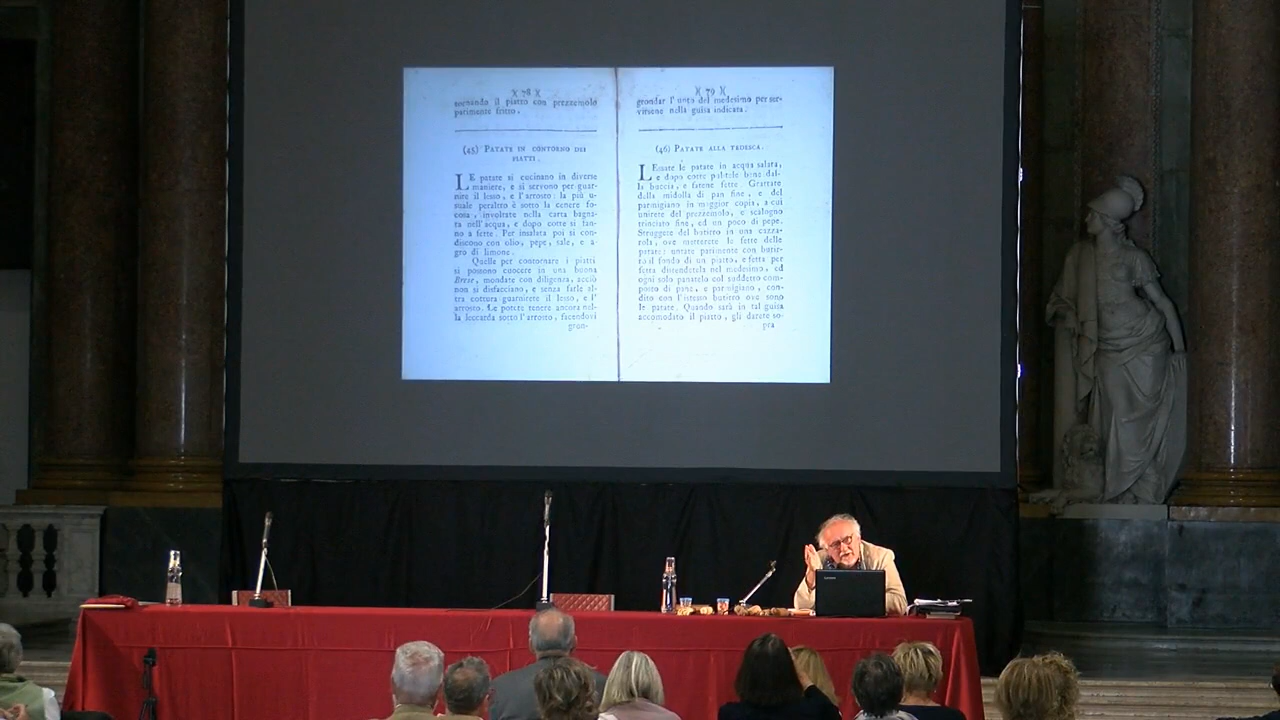 )( 78 )(
tornando il piatto con prezzemolo
parimente fritto.
(45) PATATE IN CONTORNO DEI
PIATTI.
LE patate si cucinano in diverse
maniere, e si servono per guar-
nire il lesso, e l'arrosto: la più u-
suale peraltro è sotto la cenere fo-
cosa, involtate nella carta bagna-
ta nell'acqua, e dopo cotte si fan-
no a fette. Per insalata poi si con-
discono con olio, pepe, sale, e a-
gro di limone.
Quelle per contornare i piatti
si possono cuocere in una buona
Brese, mondate con diligenza, acciò
non si disfacciano, e senza farle al-
tra cottura guarnirete il lesso, e l'
arrosto. Le potete tenere ancora nel-
la leccarda sotto l'arrosto, facendovi
gron-
)( 79 )(
grondar l'unto del medesimo per ser-
virsene nella guisa indicata.
(46) PATATE ALLA TEDESCA.
LEssate le patate in acqua salata,
e dopo cotte pulitele bene dal-
la buccia, e fatene fette. Grattate
della midolla di pan fine, e del
parmigiano in maggior copia, a cui
unirete del prezzemolo, e scalogno
trinciato fine, ed un poco di pepe.
Struggete del butirro in una cazza-
rola, ove metterete le fette delle
patate: untate parimente con butir-
ro il fondo di un piatto, e fetta per
fetta distendetela nel medesimo, ed
ogni solo panatelo col suddetto com-
posto di pane, e parmigiano, con-
dito con l'istesso butirro ove sono
le patate. Quando sarà in tal guisa
accomodato il piatto, gli darete so-
pra